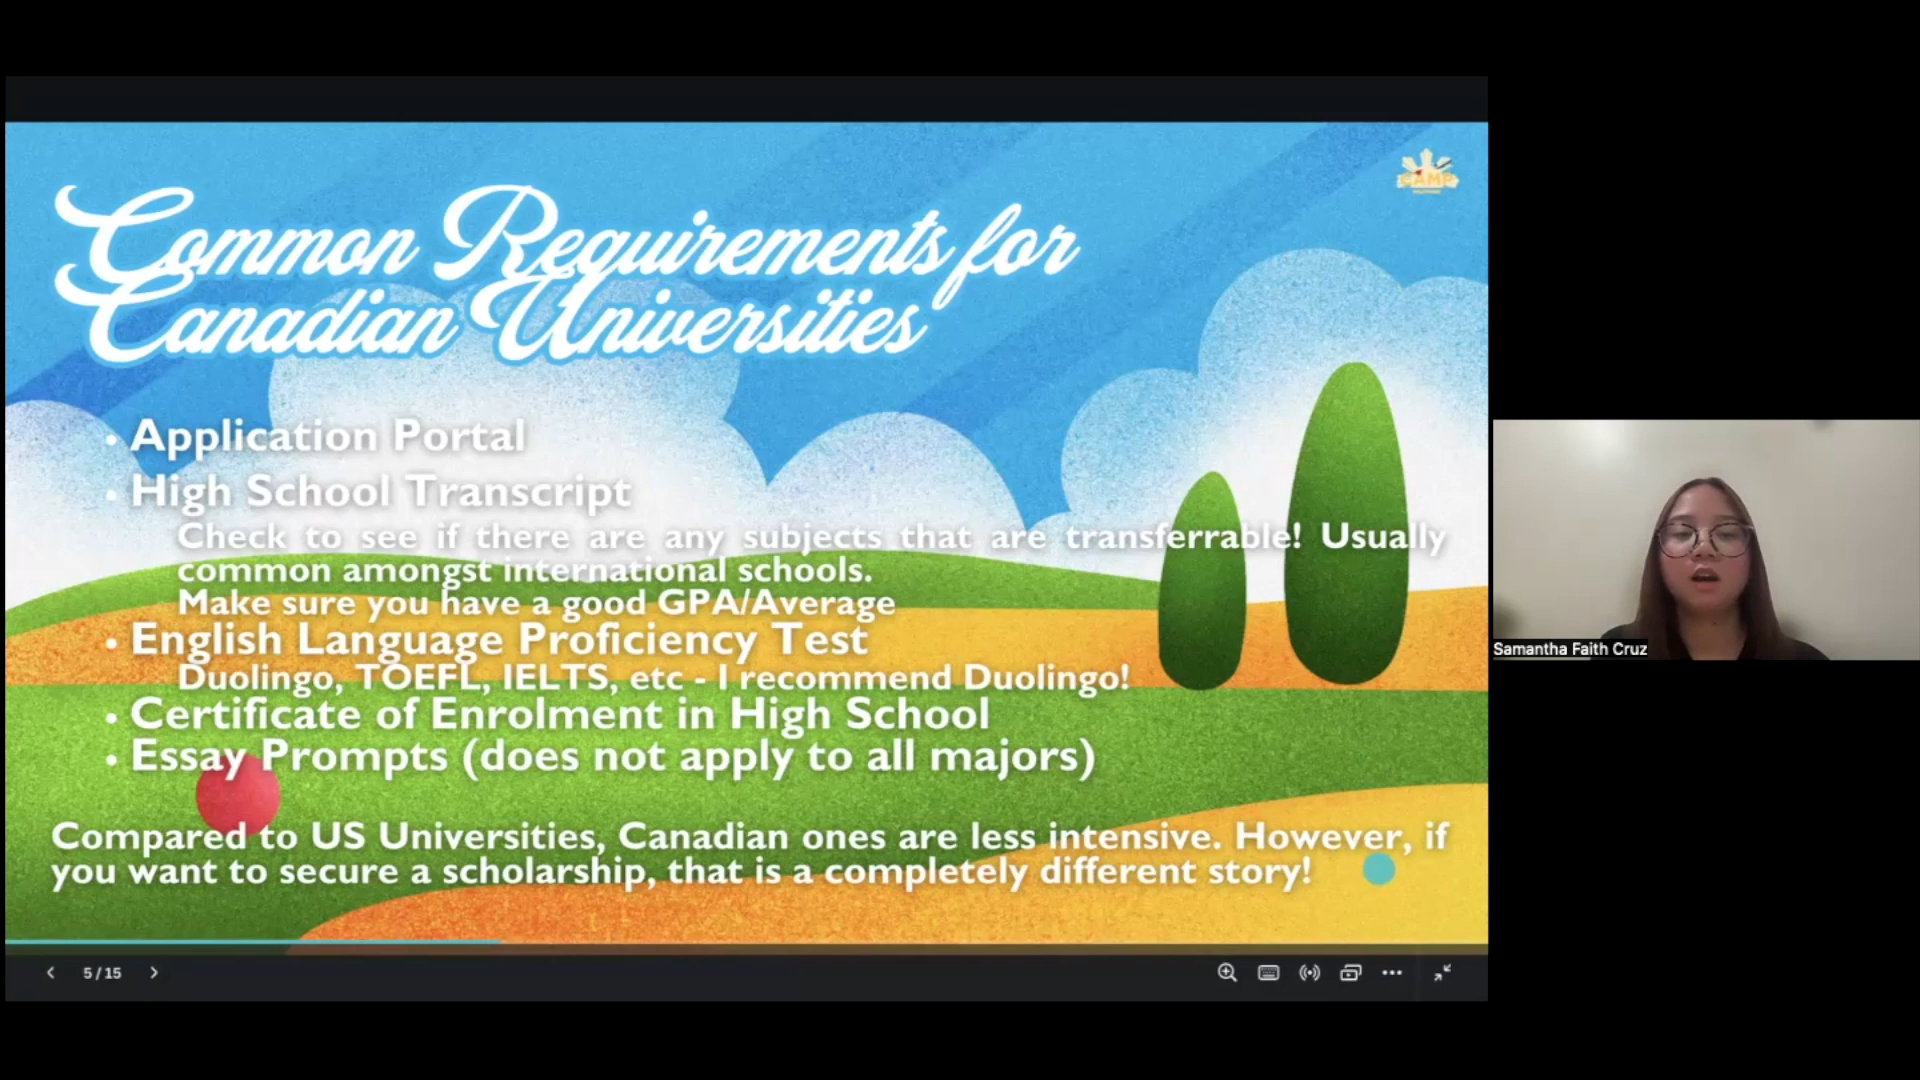 CAMP
Common Requirements for
Canadian Universities
• Application Portal
• High School Transcript
Check to see if there are any subjects that are transferrable! Usually
common amongst international schools.
Make sure you have a good GPA/Average
• English Language Proficiency Test
Duolingo, TOEFL, IELTS, etc - I recommend Duolingo!
• Certificate of Enrolment in High School
• Essay Prompts (does not apply to all majors)
Compared to US Universities, Canadian ones are less intensive. However, if
you want to secure a scholarship, that is a completely different story!
5 / 15
Samantha Faith Cruz